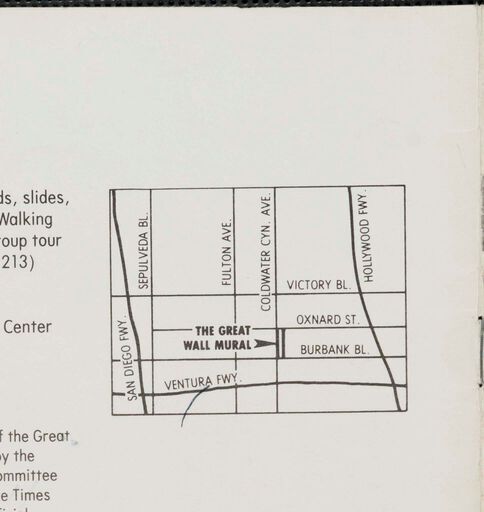 ds, slides,
Walking
roup tour
213)
Center
f the Great
by the
ommittee
e Times
SAN DIEGO FWY.
SEPULVEDA BL.
FULTON AVE.
COLDWATER CYN. AVE.
HOLLYWOOD FWY.
VICTORY BL.
OXNARD ST.
THE GREAT
WALL MURAL
BURBANK BL.
VENTURA FWY.